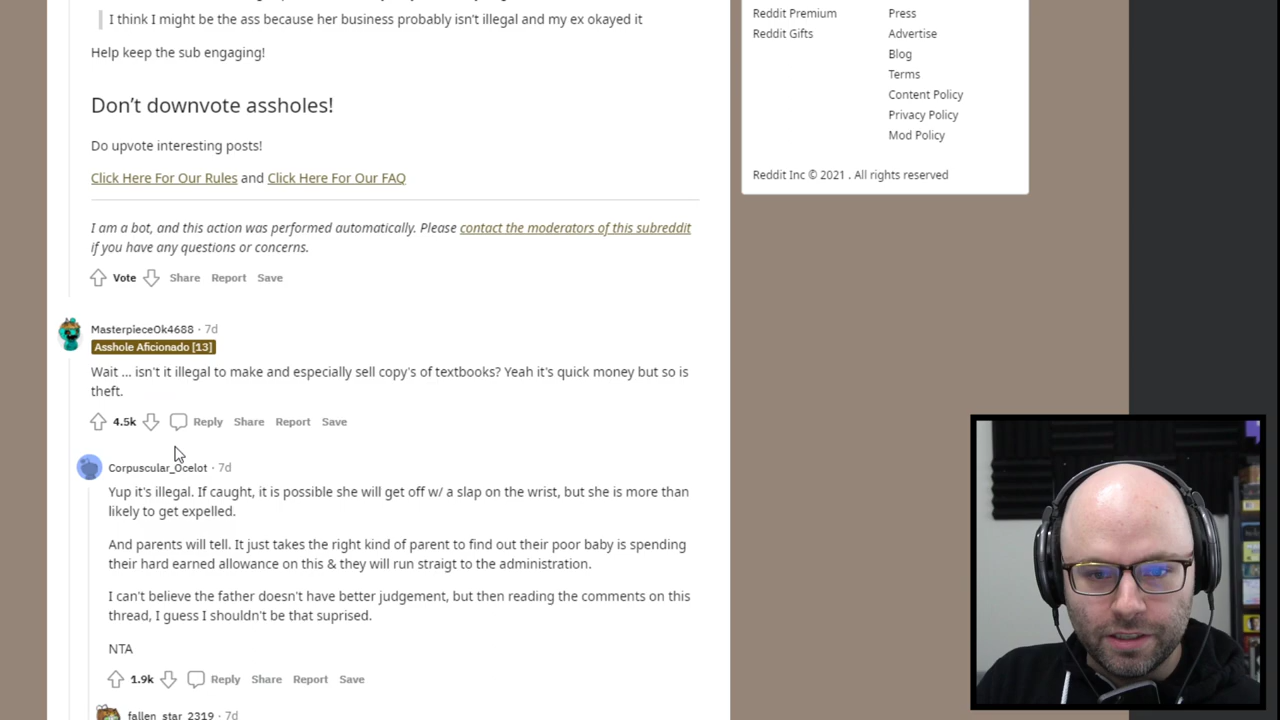 I think I might be the ass because her business probably isn't illegal and my ex okayed it
Help keep the sub engaging!
Don't downvote assholes!
Do upvote interesting posts!
Click Here For Our Rules and Click Here For Our FAQ
I am a bot, and this action was performed automatically. Please contact the moderators of this subreddit
if you have any questions or concerns.
Vote Share Report Save
MasterpieceOk4688 · 7d
Asshole Aficionado [13]
Wait ... isn't it illegal to make and especially sell copy's of textbooks? Yeah it's quick money but so is
theft.
4.5k Reply Share Report Save
Corpuscular_Ocelot · 7d
Yup it's illegal. If caught, it is possible she will get off w/ a slap on the wrist, but she is more than
likely to get expelled.
And parents will tell. It just takes the right kind of parent to find out their poor baby is spending
their hard earned allowance on this & they will run straigt to the administration.
I can't believe the father doesn't have better judgement, but then reading the comments on this
thread, I guess I shouldn't be that suprised.
NTA
1.9k Reply Share Report Save
fallen_star_2319 · 7d
Reddit Premium
Reddit Gifts
Press
Advertise
Blog
Terms
Content Policy
Privacy Policy
Mod Policy
Reddit Inc © 2021 . All rights reserved